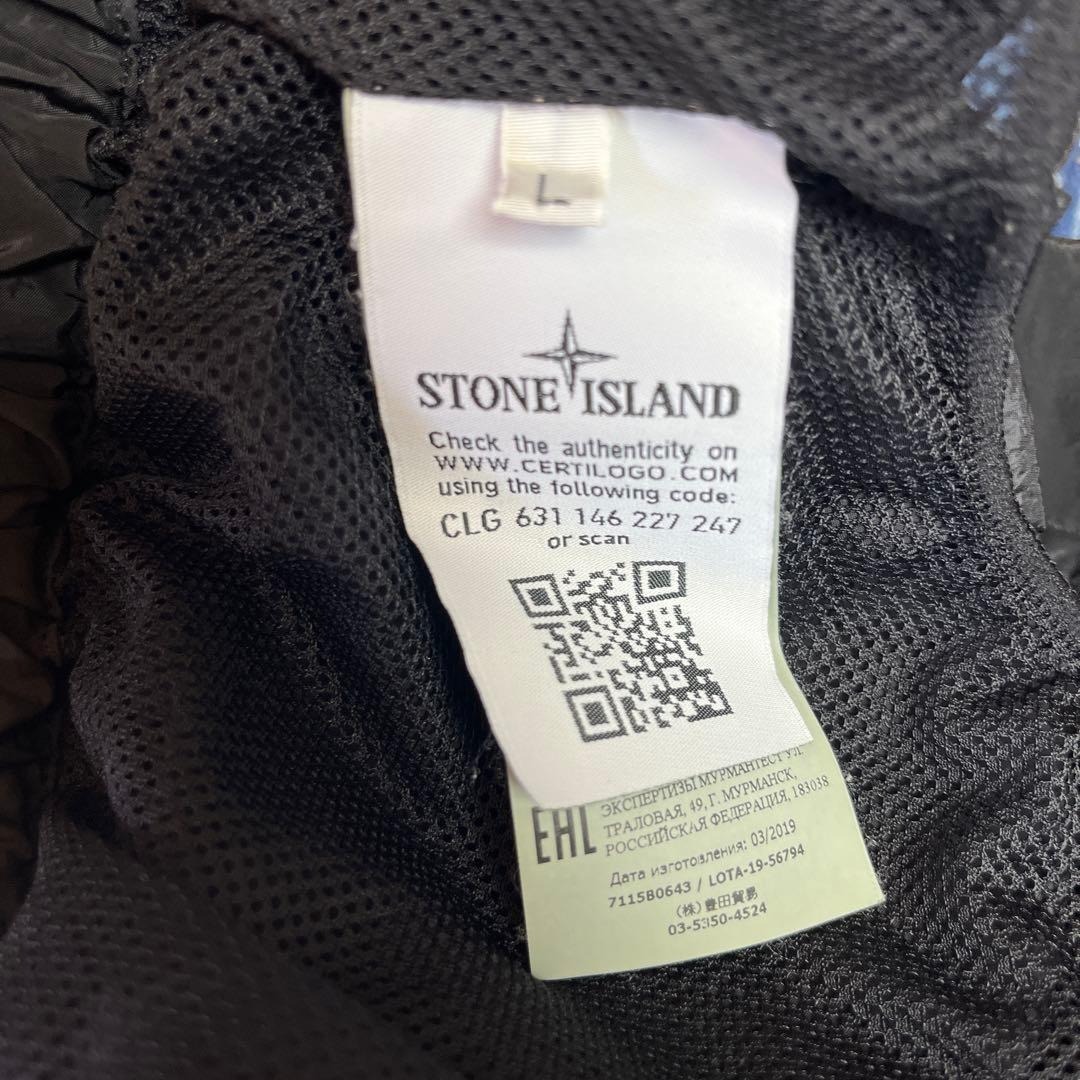 L
STONE ISLAND
Check the authenticity on
WWW.CERTILOGO.COM
using the following code:
CLG 631 146 227 247
or scan
ЭКСПЕРТИЗЫ МУРМАНТЕСТ УЛ.
ТРАЛОВАЯ, 49, Г. МУРМАНСК,
РОССИЙСКАЯ ФЕДЕРАЦИЯ, 183038
EAC
Дата изготовления: 03/2019
7115B0643 / LOTA-19-56794
(株) 豊田貿易
03-5350-4524